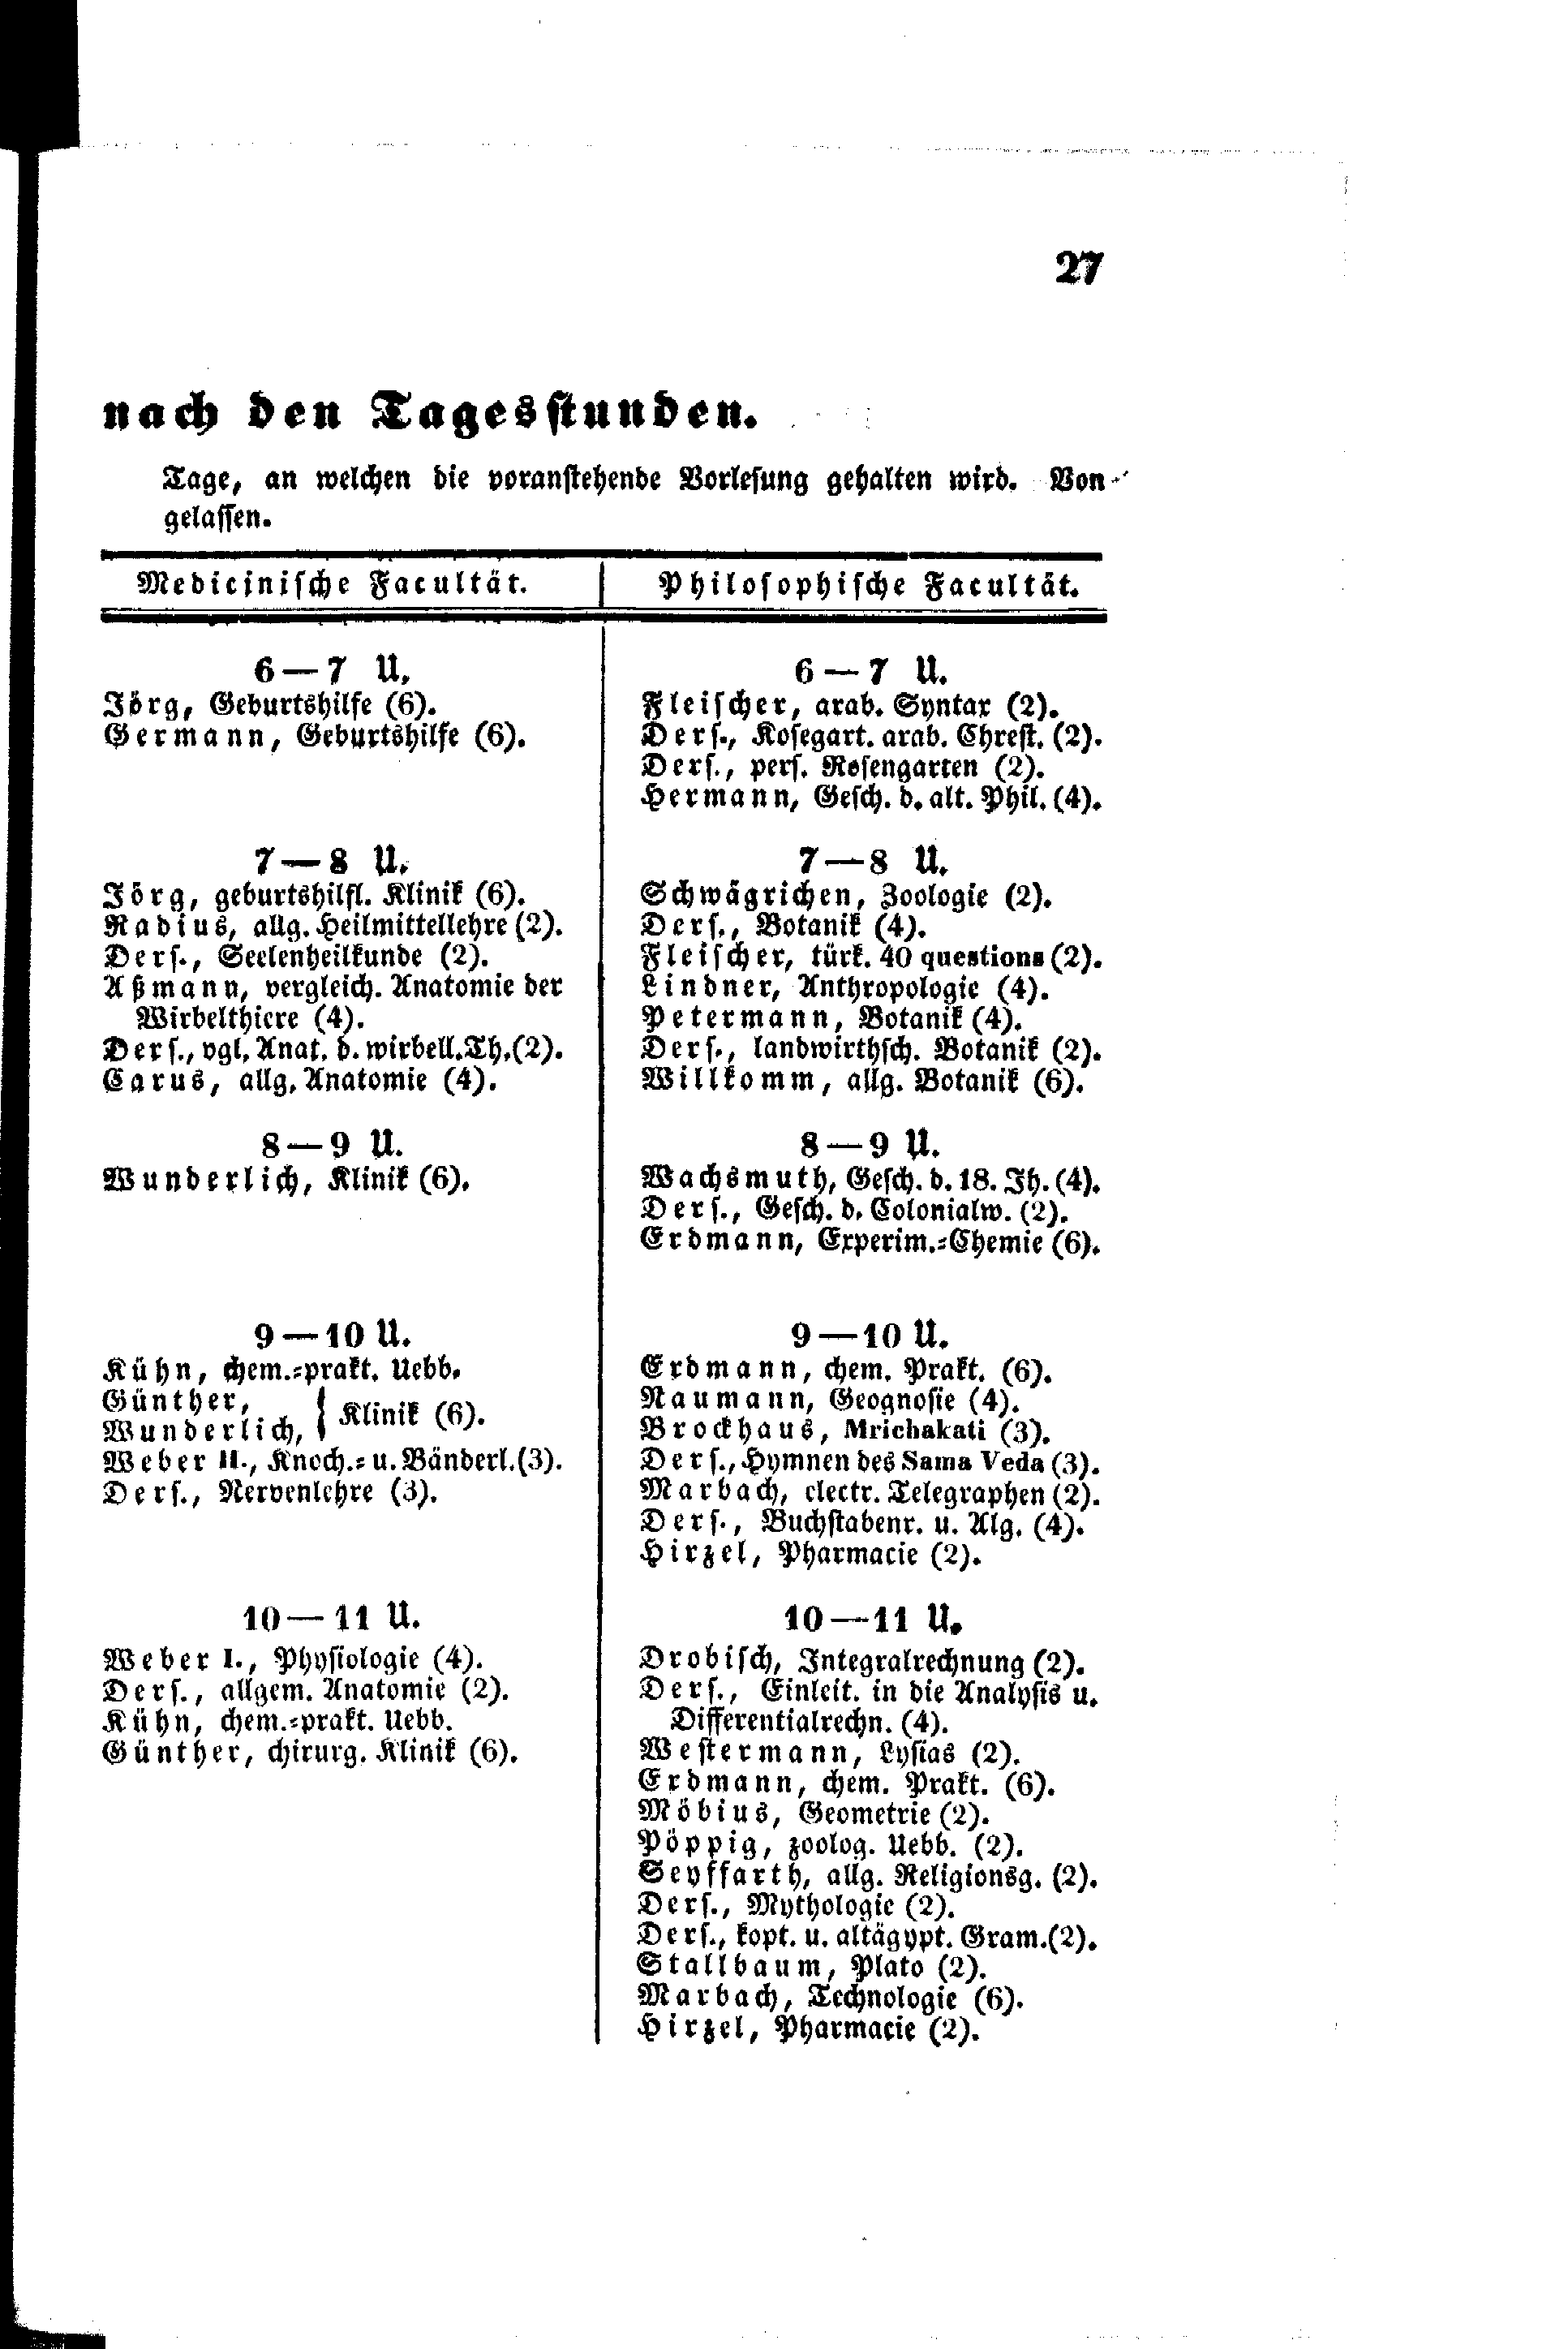 27
nach den Tagesstunden.
Tage, an welchen die voranstehende Vorlesung gehalten wird. Von
gelassen.
Medicinische Facultät.
6—7 U.
Jörg, Geburtshilfe (6).
Germann, Geburtshilfe (6).
7—8 U.
Jörg, geburtshilfl. Klinik (6).
Radius, allg. Heilmittellehre (2).
Ders., Seelenheilkunde (2).
Aßmann, vergleich. Anatomie der
Wirbelthiere (4).
Ders., vgl. Anat. d. wirbell. Th. (2).
Carus, allg. Anatomie (4).
8—9 U.
Wunderlich, Klinik (6).
9—10 U.
Kühn, chem.-prakt. Uebb.
Günther,
Wunderlich, } Klinik (6).
Weber II., Knoch.- u. Bänderl. (3).
Ders., Nervenlehre (3).
10—11 U.
Weber I., Physiologie (4).
Ders., allgem. Anatomie (2).
Kühn, chem.-prakt. Uebb.
Günther, chirurg. Klinik (6).
Philosophische Facultät.
6—7 U.
Fleischer, arab. Syntax (2).
Ders., Kosegart. arab. Chrest. (2).
Ders., pers. Rosengarten (2).
Hermann, Gesch. d. alt. Phil. (4).
7—8 U.
Schwägrichen, Zoologie (2).
Ders., Botanik (4).
Fleischer, türk. 40 questions (2).
Lindner, Anthropologie (4).
Petermann, Botanik (4).
Ders., landwirthsch. Botanik (2).
Willkomm, allg. Botanik (6).
8—9 U.
Wachsmuth, Gesch. d. 18. Jh. (4).
Ders., Gesch. d. Colonialw. (2).
Erdmann, Experim.-Chemie (6).
9—10 U.
Erdmann, chem. Prakt. (6).
Naumann, Geognosie (4).
Brockhaus, Mrichakati (3).
Ders., Hymnen des Sama Veda (3).
Marbach, electr. Telegraphen (2).
Ders., Buchstabenr. u. Alg. (4).
Hirzel, Pharmacie (2).
10—11 U.
Drobisch, Integralrechnung (2).
Ders., Einleit. in die Analysis u.
Differentialrechn. (4).
Westermann, Lysias (2).
Erdmann, chem. Prakt. (6).
Möbius, Geometrie (2).
Pöppig, zoolog. Uebb. (2).
Seyffarth, allg. Religionsg. (2).
Ders., Mythologie (2).
Ders., kopt. u. altägypt. Gram. (2).
Stallbaum, Plato (2).
Marbach, Technologie (6).
Hirzel, Pharmacie (2).